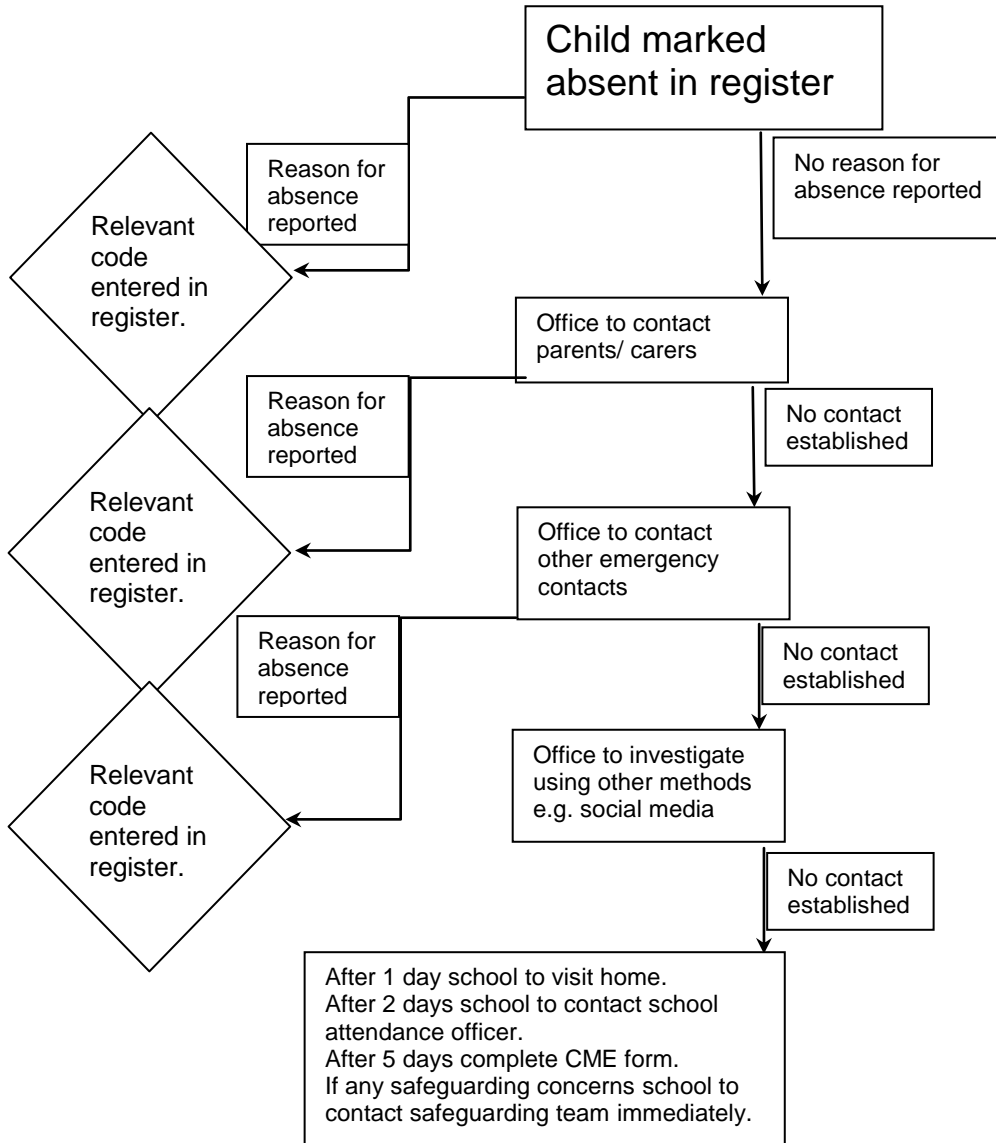 Child marked
absent in register
Reason for
absence
reported
No reason for
absence reported
Relevant
code
entered in
register.
Office to contact
parents/ carers
Reason for
absence
reported
No contact
established
Relevant
code
entered in
register.
Office to contact
other emergency
contacts
Reason for
absence
reported
No contact
established
Relevant
code
entered in
register.
Office to investigate
using other methods
e.g. social media
No contact
established
After 1 day school to visit home.
After 2 days school to contact school
attendance officer.
After 5 days complete CME form.
If any safeguarding concerns school to
contact safeguarding team immediately.